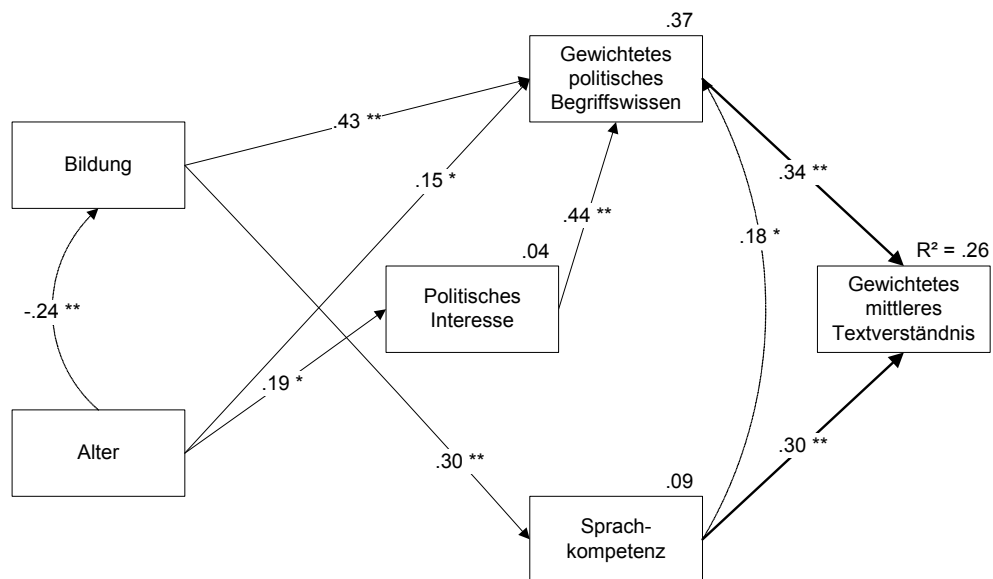 .37
Gewichtetes
politisches
Begriffswissen
.43 **
Bildung
.15 *
.34 **
.44 **
.18 *
.04
R² = .26
Politisches
Interesse
Gewichtetes
mittleres
Textverständnis
-.24 **
.19 *
Alter
.30 **
.30 **
.09
Sprach-
kompetenz